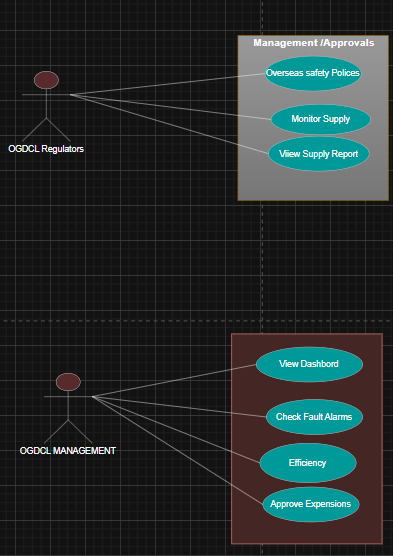 Management /Approvals
Overseas safety Polices
Monitor Supply
OGDCL Regulators
Viiew Supply Report
View Dashbord
Check Fault Alarms
OGDCL MANAGEMENT
Efficiency
Approve Expensions